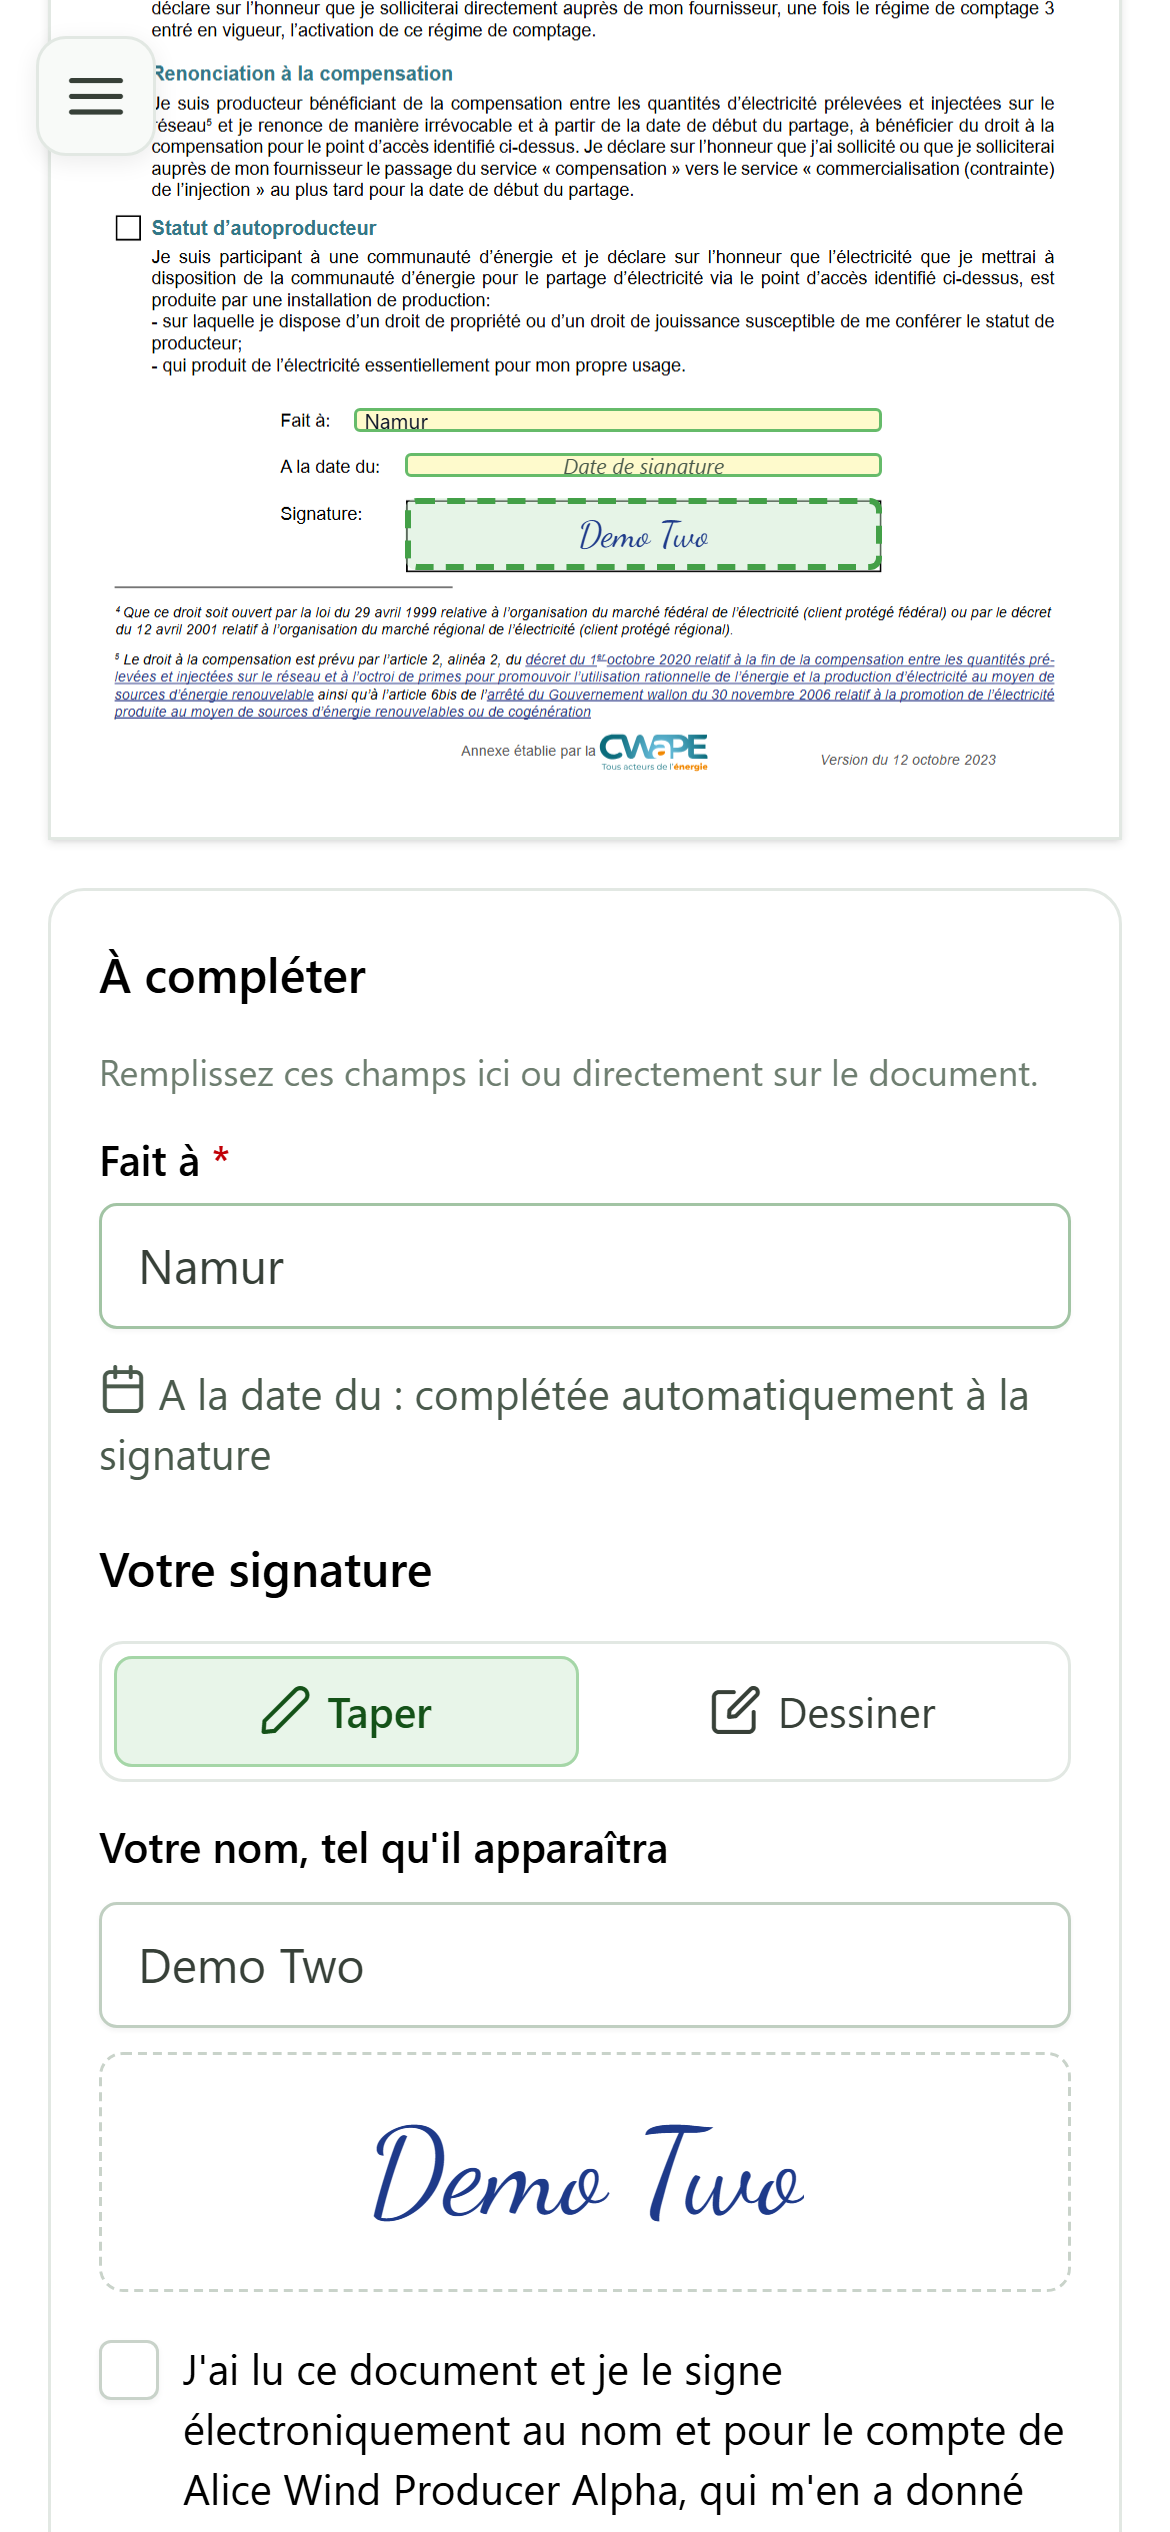 déclare sur l’honneur que je solliciterai directement auprès de mon fournisseur, une fois le régime de comptage 3
entré en vigueur, l’activation de ce régime de comptage.
Renonciation à la compensation
Je suis producteur bénéficiant de la compensation entre les quantités d’électricité prélevées et injectées sur le
réseau⁵ et je renonce de manière irrévocable et à partir de la date de début du partage, à bénéficier du droit à la
compensation pour le point d’accès identifié ci-dessus. Je déclare sur l’honneur que j’ai sollicité ou que je solliciterai
auprès de mon fournisseur le passage du service « compensation » vers le service « commercialisation (contrainte)
de l’injection » au plus tard pour la date de début du partage.
Statut d’autoproducteur
Je suis participant à une communauté d’énergie et je déclare sur l’honneur que l’électricité que je mettrai à
disposition de la communauté d’énergie pour le partage d’électricité via le point d’accès identifié ci-dessus, est
produite par une installation de production:
- sur laquelle je dispose d’un droit de propriété ou d’un droit de jouissance susceptible de me conférer le statut de
producteur;
- qui produit de l’électricité essentiellement pour mon propre usage.
Fait à: Namur
A la date du: Date de signature
Signature: Demo Two
⁴ Que ce droit soit ouvert par la loi du 29 avril 1999 relative à l’organisation du marché fédéral de l’électricité (client protégé fédéral) ou par le décret
du 12 avril 2001 relatif à l’organisation du marché régional de l’électricité (client protégé régional).
⁵ Le droit à la compensation est prévu par l’article 2, alinéa 2, du décret du 1er octobre 2020 relatif à la fin de la compensation entre les quantités pré-
levées et injectées sur le réseau et à l’octroi de primes pour promouvoir l’utilisation rationnelle de l’énergie et la production d’électricité au moyen de
sources d’énergie renouvelable ainsi qu’à l’article 6bis de l’arrêté du Gouvernement wallon du 30 novembre 2006 relatif à la promotion de l’électricité
produite au moyen de sources d’énergie renouvelables ou de cogénération
Annexe établie par la CWaPE
Tous acteurs de l’énergie
Version du 12 octobre 2023
À compléter
Remplissez ces champs ici ou directement sur le document.
Fait à *
Namur
A la date du : complétée automatiquement à la
signature
Votre signature
Taper Dessiner
Votre nom, tel qu'il apparaîtra
Demo Two
Demo Two
J'ai lu ce document et je le signe
électroniquement au nom et pour le compte de
Alice Wind Producer Alpha, qui m'en a donné